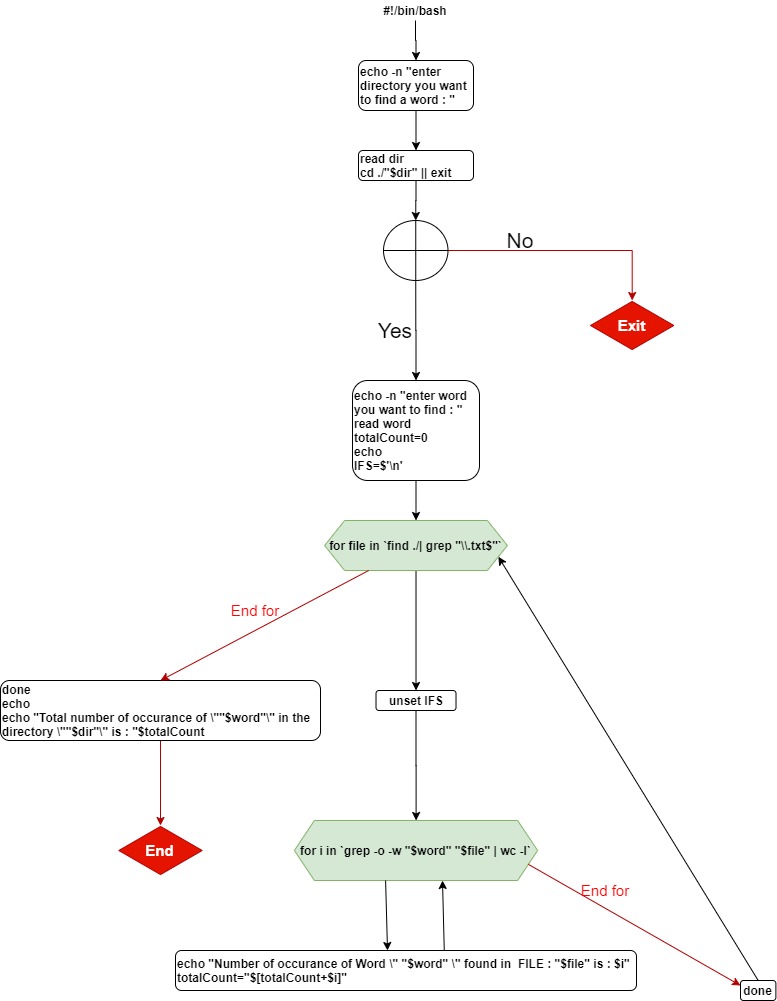 #!/bin/bash
echo -n "enter
directory you want
to find a word : "
read dir
cd ./"$dir" || exit
No
Exit
Yes
echo -n "enter word
you want to find : "
read word
totalCount=0
echo
IFS=$'\n'
for file in `find ./| grep "\\.txt$"`
End for
done
echo
echo "Total number of occurance of \""$word"\" in the
directory \""$dir"\" is : "$totalCount
unset IFS
End
for i in `grep -o -w "$word" "$file" | wc -l`
End for
echo "Number of occurance of Word \" "$word" \" found in  FILE : "$file" is : $i"
totalCount="$[totalCount+$i]"
done